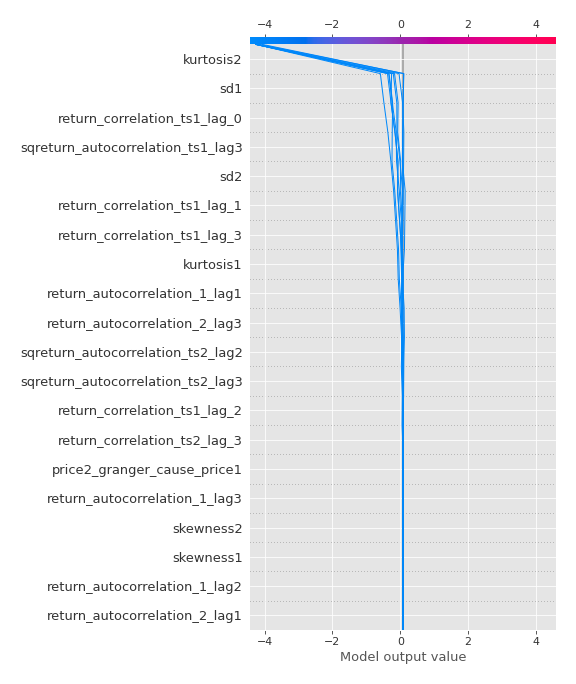 −4 −2 0 2 4
kurtosis2
sd1
return_correlation_ts1_lag_0
sqreturn_autocorrelation_ts1_lag3
sd2
return_correlation_ts1_lag_1
return_correlation_ts1_lag_3
kurtosis1
return_autocorrelation_1_lag1
return_autocorrelation_2_lag3
sqreturn_autocorrelation_ts2_lag2
sqreturn_autocorrelation_ts2_lag3
return_correlation_ts1_lag_2
return_correlation_ts2_lag_3
price2_granger_cause_price1
return_autocorrelation_1_lag3
skewness2
skewness1
return_autocorrelation_1_lag2
return_autocorrelation_2_lag1
−4 −2 0 2 4
Model output value